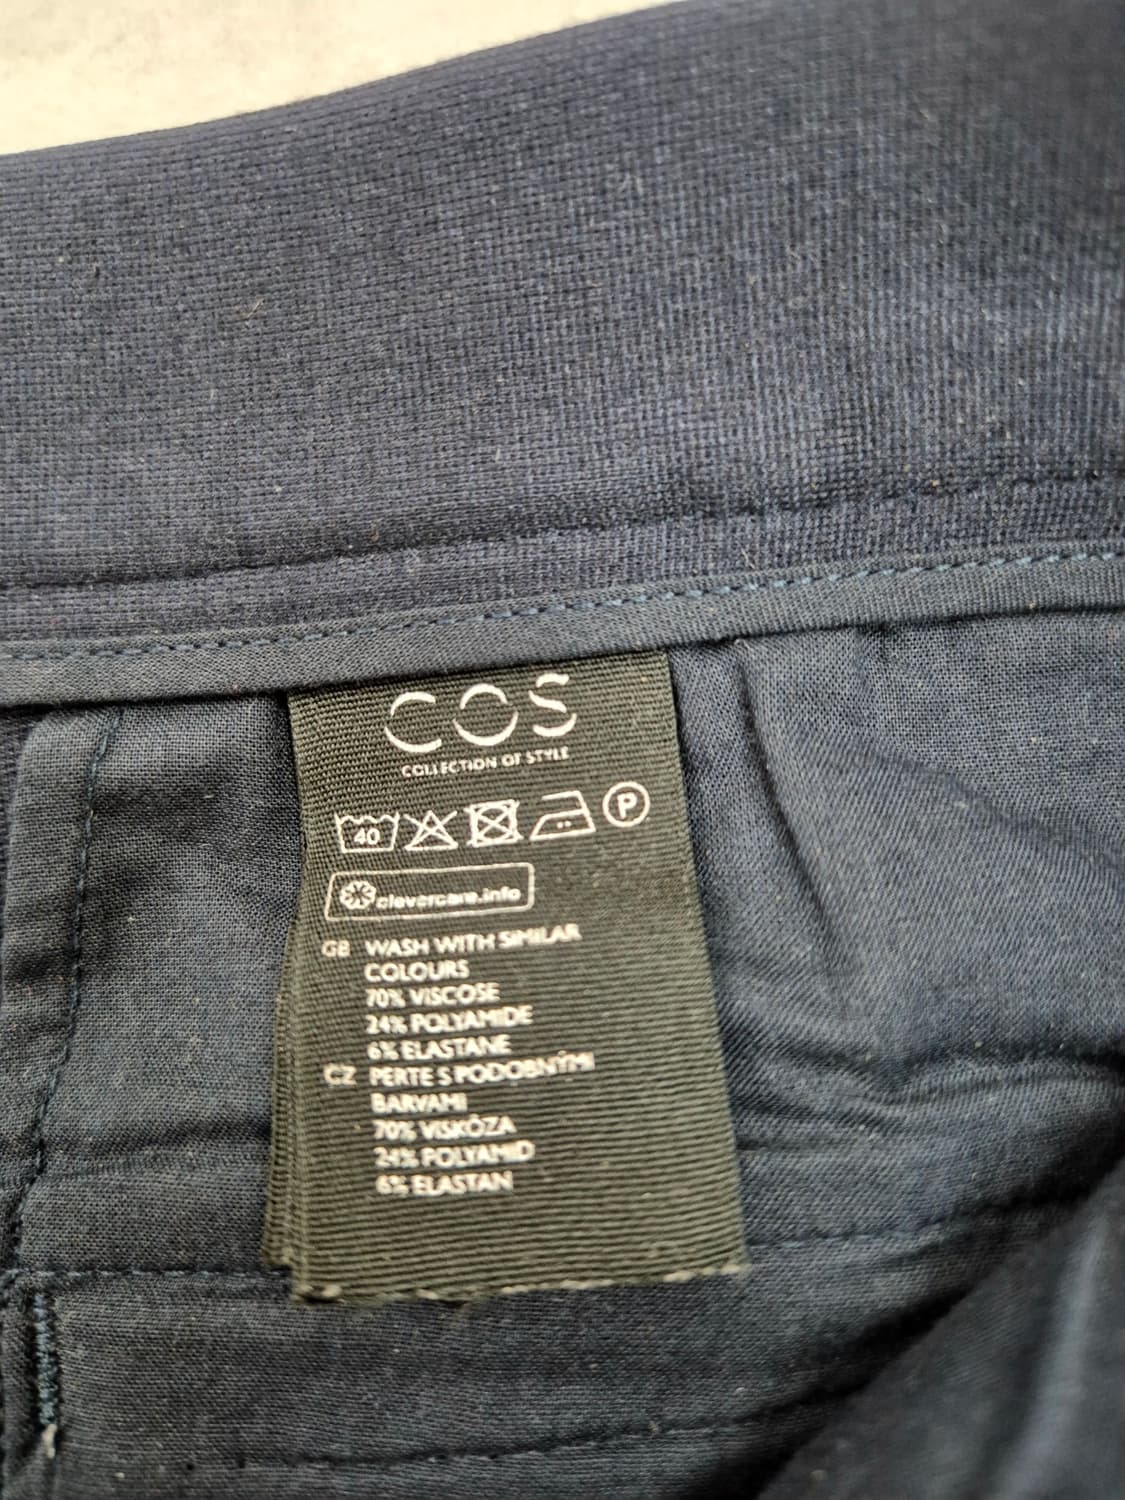 COS
COLLECTION OF STYLE
40 P
clevercare.info
GB WASH WITH SIMILAR
COLOURS
70% VISCOSE
24% POLYAMIDE
6% ELASTANE
CZ PERTE S PODOBNÝMI
BARVAMI
70% VISKÓZA
24% POLYAMID
6% ELASTAN